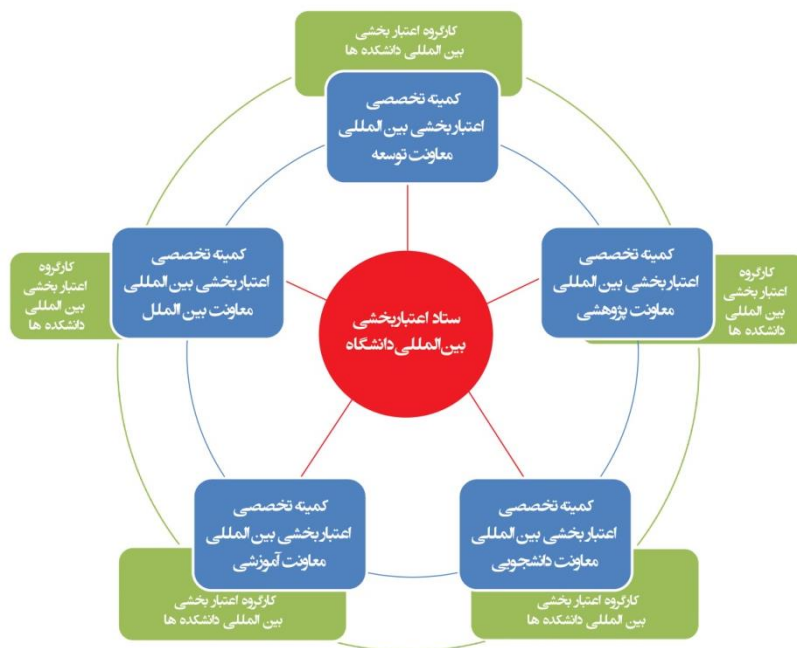 کارگروه اعتبار بخشی
بین المللی دانشکده ها
کمیته تخصصی
اعتباربخشی بین المللی
معاونت توسعه
کمیته تخصصی
اعتباربخشی بین المللی
معاونت پژوهشی
کارگروه
اعتبار بخشی
بین المللی
دانشکده ها
کمیته تخصصی
اعتباربخشی بین المللی
معاونت بین الملل
کارگروه
اعتبار بخشی
بین المللی
دانشکده ها
ستاد اعتباربخشی
بین‌المللی دانشگاه
کمیته تخصصی
اعتباربخشی بین المللی
معاونت دانشجویی
کارگروه اعتبار بخشی
بین المللی دانشکده ها
کمیته تخصصی
اعتباربخشی بین المللی
معاونت آموزشی
کارگروه اعتبار بخشی
بین المللی دانشکده ها